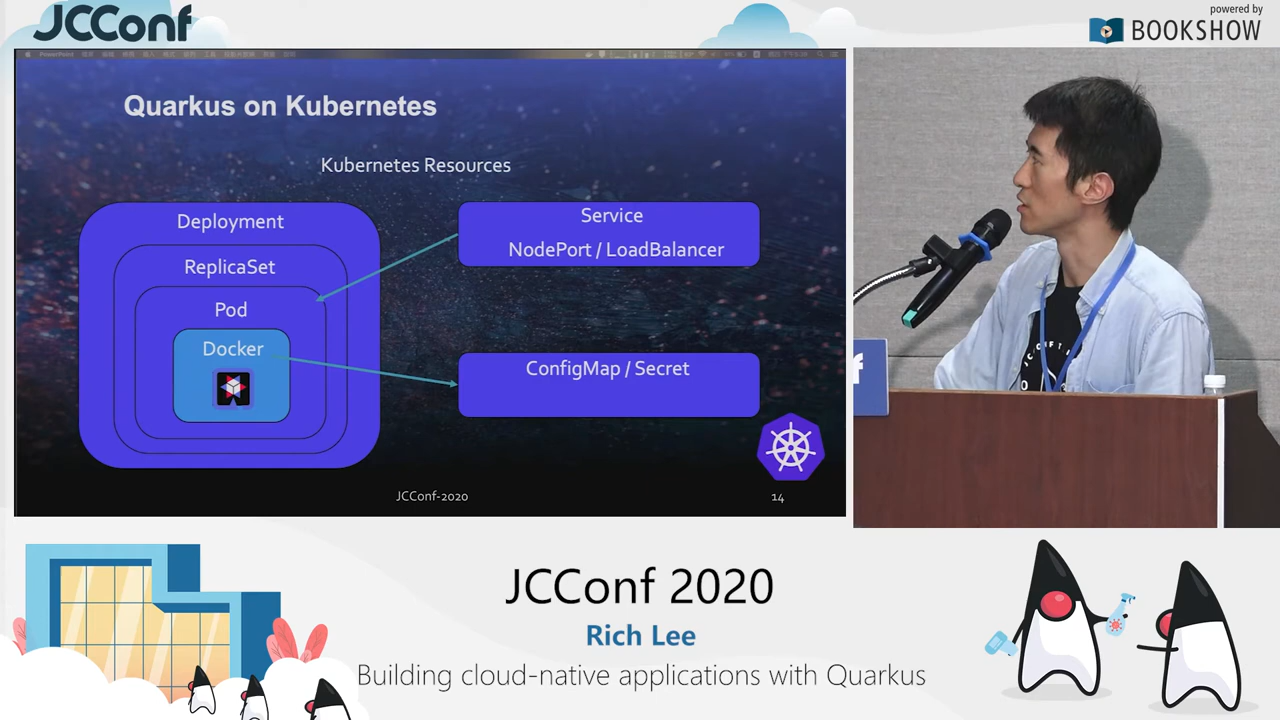 JCConf
powered by
BOOKSHOW
Quarkus on Kubernetes
Kubernetes Resources
Deployment
ReplicaSet
Pod
Docker
Service
NodePort / LoadBalancer
ConfigMap / Secret
JCConf-2020
14
f
JCConf 2020
Rich Lee
Building cloud-native applications with Quarkus